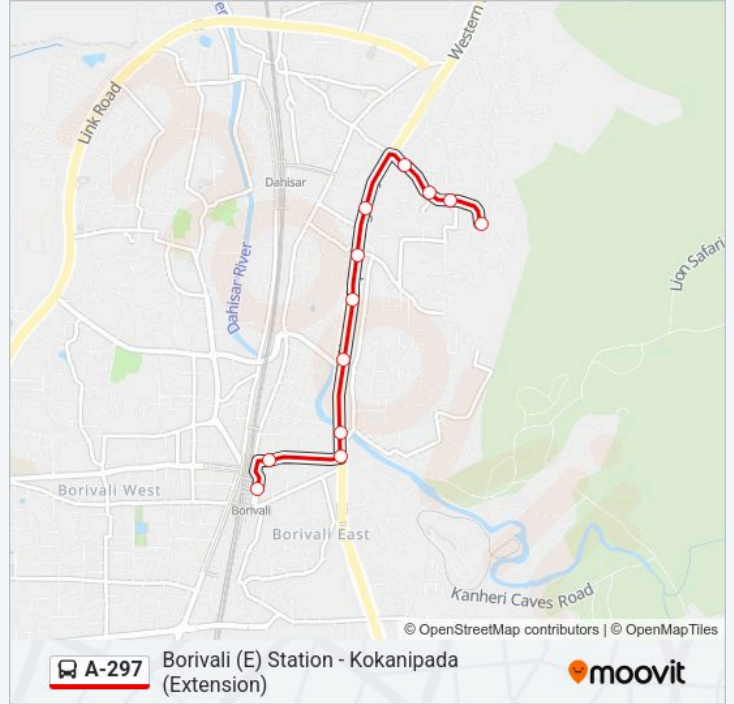 er
Western
Link Road
Dahisar
Dahisar River
Lion Safari
Borivali West
Borivali
Borivali East
Kanheri Caves Road
© OpenStreetMap contributors | © OpenMapTiles
A-297
Borivali (E) Station - Kokanipada
(Extension)
moovit